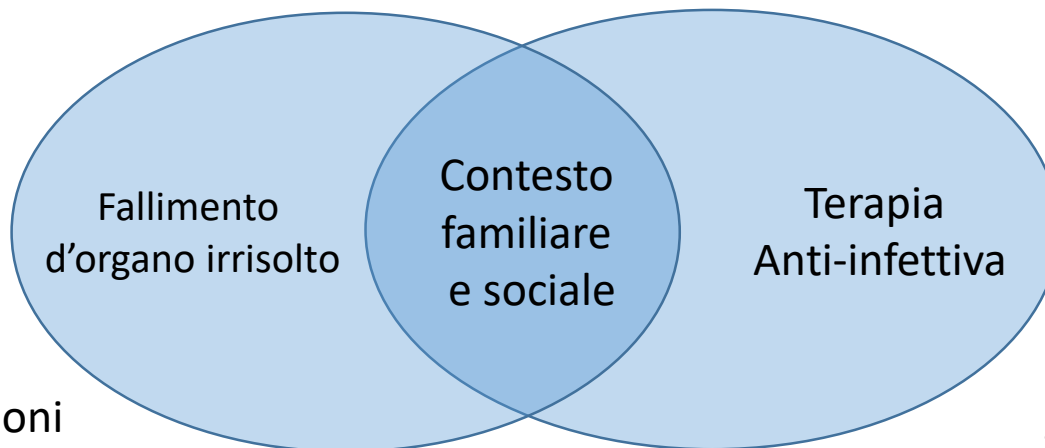 Fallimento
d'organo irrisolto
Contesto
familiare
e sociale
Terapia
Anti-infettiva
oni